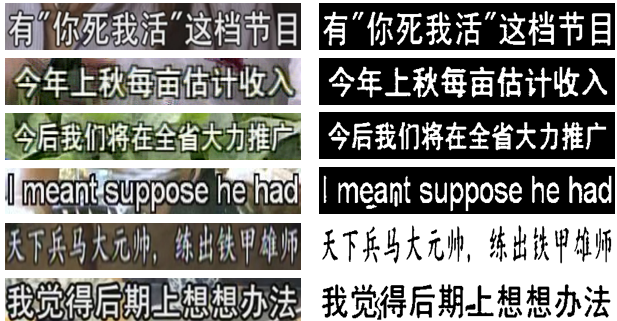 有"你死我活"这档节目 有"你死我活"这档节目
今年上秋每亩估计收入 今年上秋每亩估计收入
今后我们将在全省大力推广 今后我们将在全省大力推广
I meant suppose he had I meant suppose he had
天下兵马大元帅，练出铁甲雄师 天下兵马大元帅，练出铁甲雄师
我觉得后期上想想办法 我觉得后期上想想办法